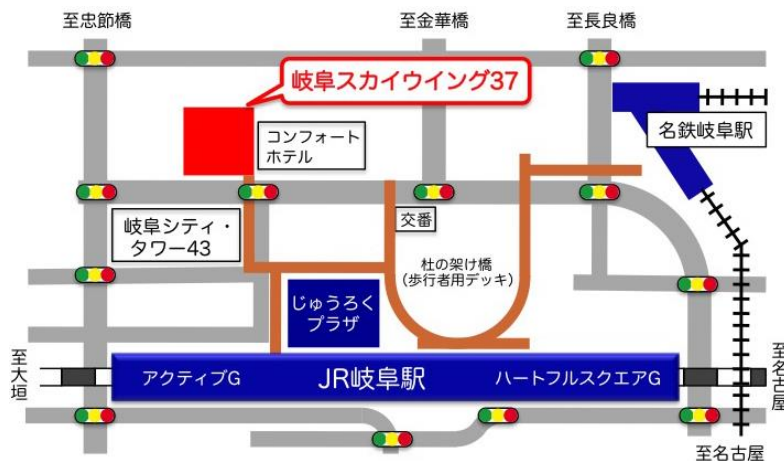 至忠節橋
至金華橋
至長良橋
岐阜スカイウイング37
名鉄岐阜駅
コンフォート
ホテル
岐阜シティ・
タワー43
交番
杜の架け橋
(歩行者用デッキ)
じゅうろく
プラザ
至大垣
アクティブG
JR岐阜駅
ハートフルスクエアG
至名古屋
至名古屋